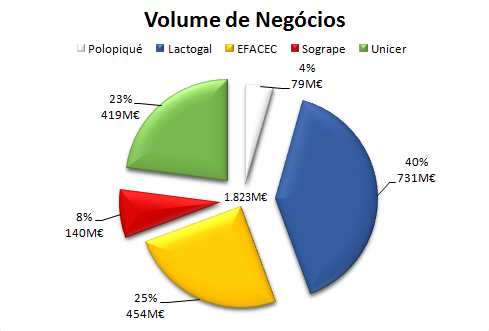 Volume de Negócios
Polopiqué Lactogal EFACEC Sogrape Unicer
4%
79M€
40%
731M€
25%
454M€
8%
140M€
23%
419M€
1.823M€